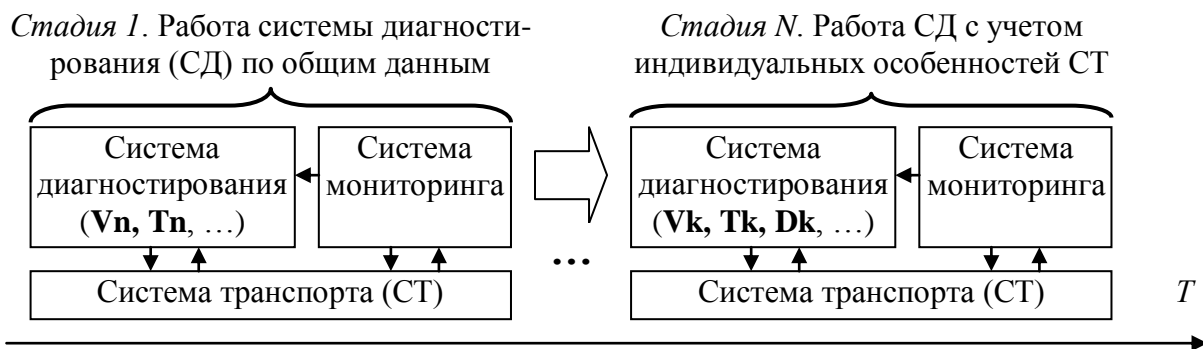 Стадия 1. Работа системы диагности-
рования (СД) по общим данным
Система
диагностирования
(Vn, Tn, …)
Система
мониторинга
Система транспорта (СТ)
...
Стадия N. Работа СД с учетом
индивидуальных особенностей СТ
Система
диагностирования
(Vk, Tk, Dk, …)
Система
мониторинга
Система транспорта (СТ)
T